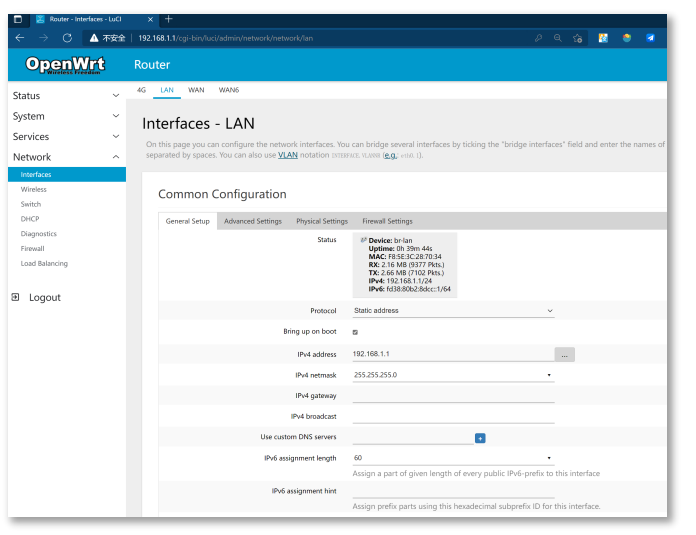 Router - Interfaces - LuCI
不安全 192.168.1.1/cgi-bin/luci/admin/network/network/lan
OpenWrt
Wireless Freedom
Router
Status
System
Services
Network
Interfaces
Wireless
Switch
DHCP
Diagnostics
Firewall
Load Balancing
Logout
4G LAN WAN WAN6
Interfaces - LAN
On this page you can configure the network interfaces. You can bridge several interfaces by ticking the "bridge interfaces" field and enter the names of
separated by spaces. You can also use VLAN notation INTERFACE.VLANNR (e.g.: eth0.1).
Common Configuration
General Setup Advanced Settings Physical Settings Firewall Settings
Status
Device: br-lan
Uptime: 0h 39m 44s
MAC: F8:5E:3C:28:70:34
RX: 2.16 MB (9377 Pkts.)
TX: 2.66 MB (7102 Pkts.)
IPv4: 192.168.1.1/24
IPv6: fd38:80b2:8dcc::1/64
Protocol Static address
Bring up on boot
IPv4 address 192.168.1.1 ...
IPv4 netmask 255.255.255.0
IPv4 gateway
IPv4 broadcast
Use custom DNS servers
IPv6 assignment length 60
Assign a part of given length of every public IPv6-prefix to this interface
IPv6 assignment hint
Assign prefix parts using this hexadecimal subprefix ID for this interface.